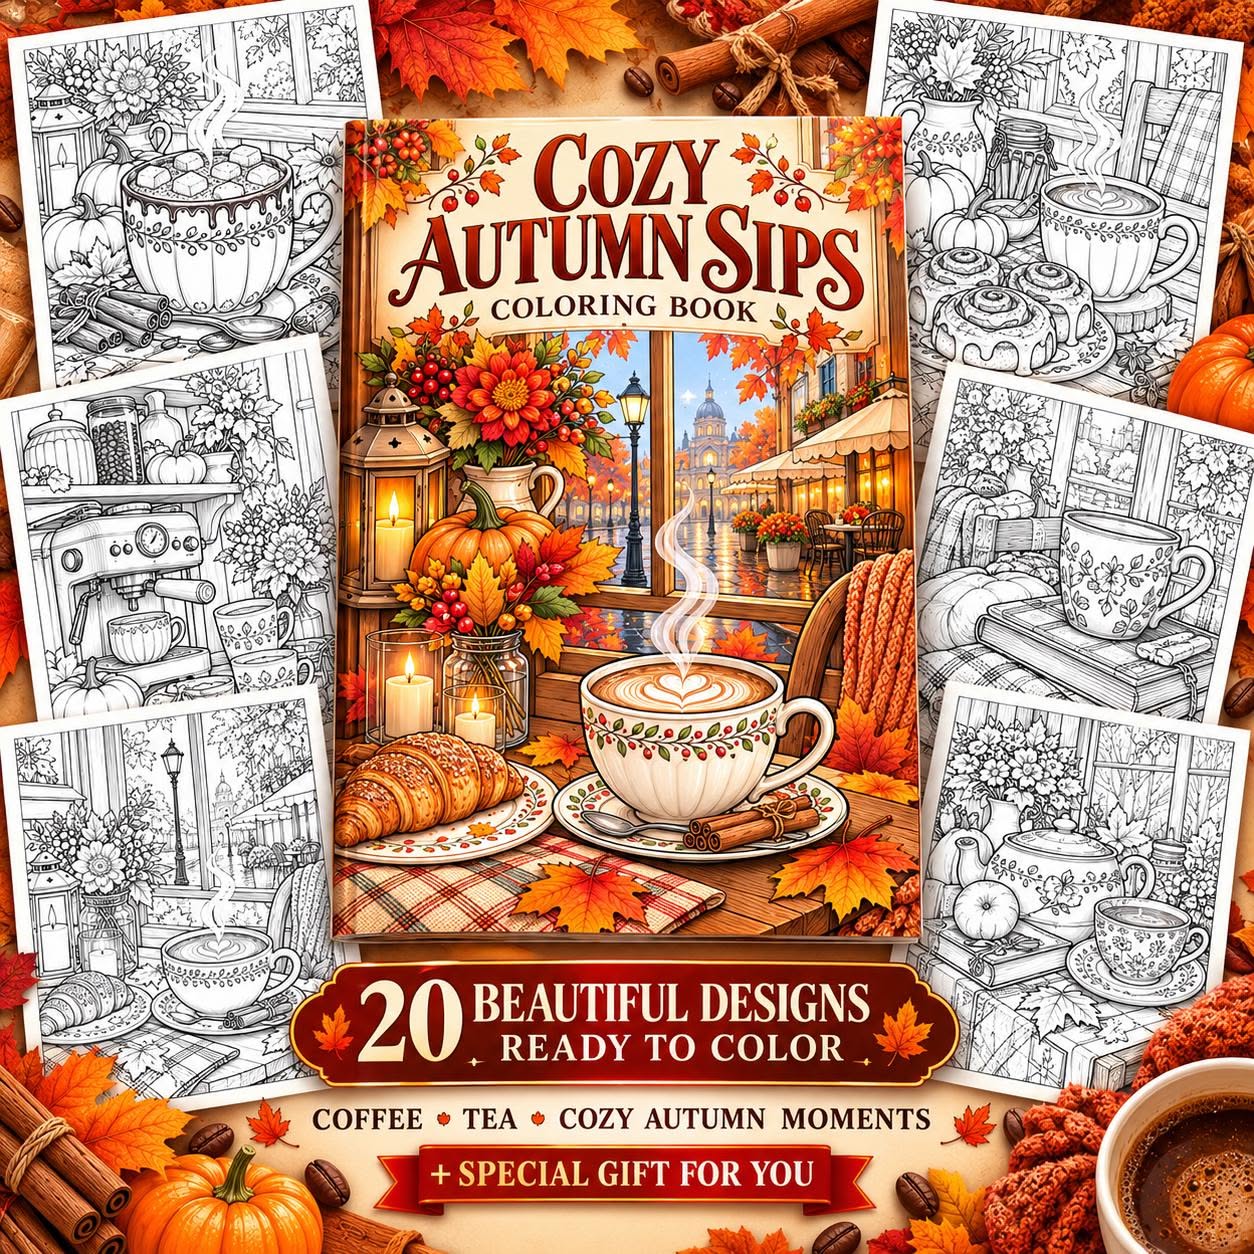 COZY
AUTUMN SIPS
COLORING BOOK
20 BEAUTIFUL DESIGNS
READY TO COLOR
COFFEE TEA COZY AUTUMN MOMENTS
+ SPECIAL GIFT FOR YOU